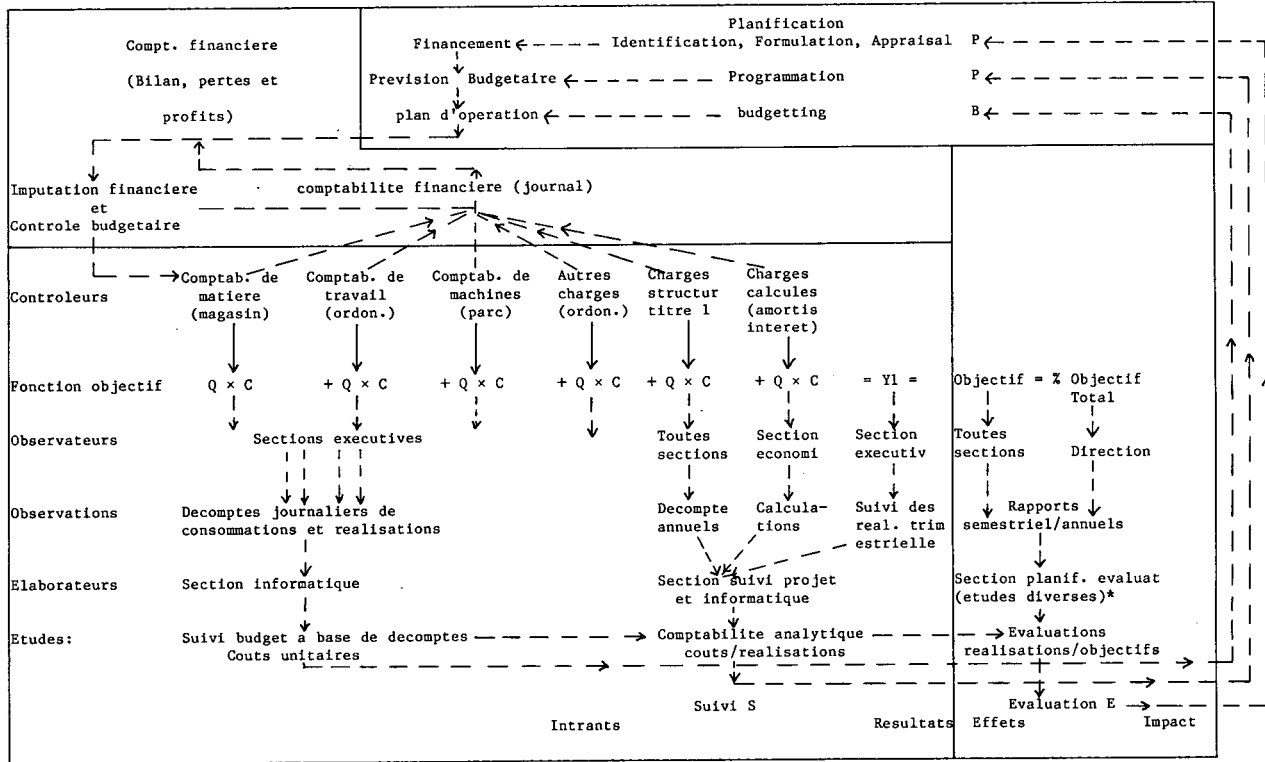 Planification
Compt. financiere
Financement Identification, Formulation, Appraisal P
(Bilan, pertes et
Prevision Budgetaire Programmation P
profits)
plan d'operation budgetting B
Imputation financiere comptabilite financiere (journal)
et
Controle budgetaire
Controleurs
Comptab. de
matiere
(magasin)
Comptab. de
travail
(ordon.)
Comptab. de
machines
(parc)
Autres
charges
(ordon.)
Charges
structur
titre 1
Charges
calcules
(amortis
interet)
Fonction objectif Q × C + Q × C + Q × C + Q × C + Q × C + Q × C = Y1 = Objectif = % Objectif
Total
Observateurs
Sections executives
Toutes
sections
Section
economi
Section
executiv
Toutes
sections
Direction
Observations
Decomptes journaliers de
consommations et realisations
Decompte
annuels
Calcula-
tions
Suivi des
real. trim
estrielle
Rapports
semestriel/annuels
Elaborateurs
Section informatique
Section suivi projet
et informatique
Section planif. evaluat
(etudes diverses)*
Etudes:
Suivi budget a base de decomptes
Couts unitaires
Comptabilite analytique
couts/realisations
Evaluations
realisations/objectifs
Suivi S
Evaluation E
Intrants Resultats Effets Impact